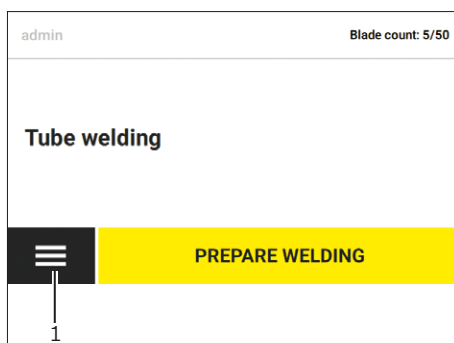 admin
Blade count: 5/50
Tube welding
PREPARE WELDING
1